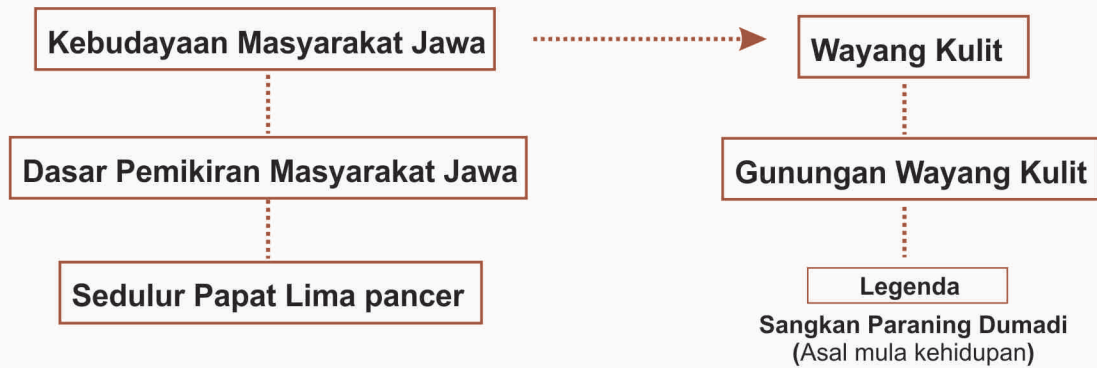 Kebudayaan Masyarakat Jawa
Wayang Kulit
Dasar Pemikiran Masyarakat Jawa
Gunungan Wayang Kulit
Sedulur Papat Lima pancer
Legenda
Sangkan Paraning Dumadi
(Asal mula kehidupan)